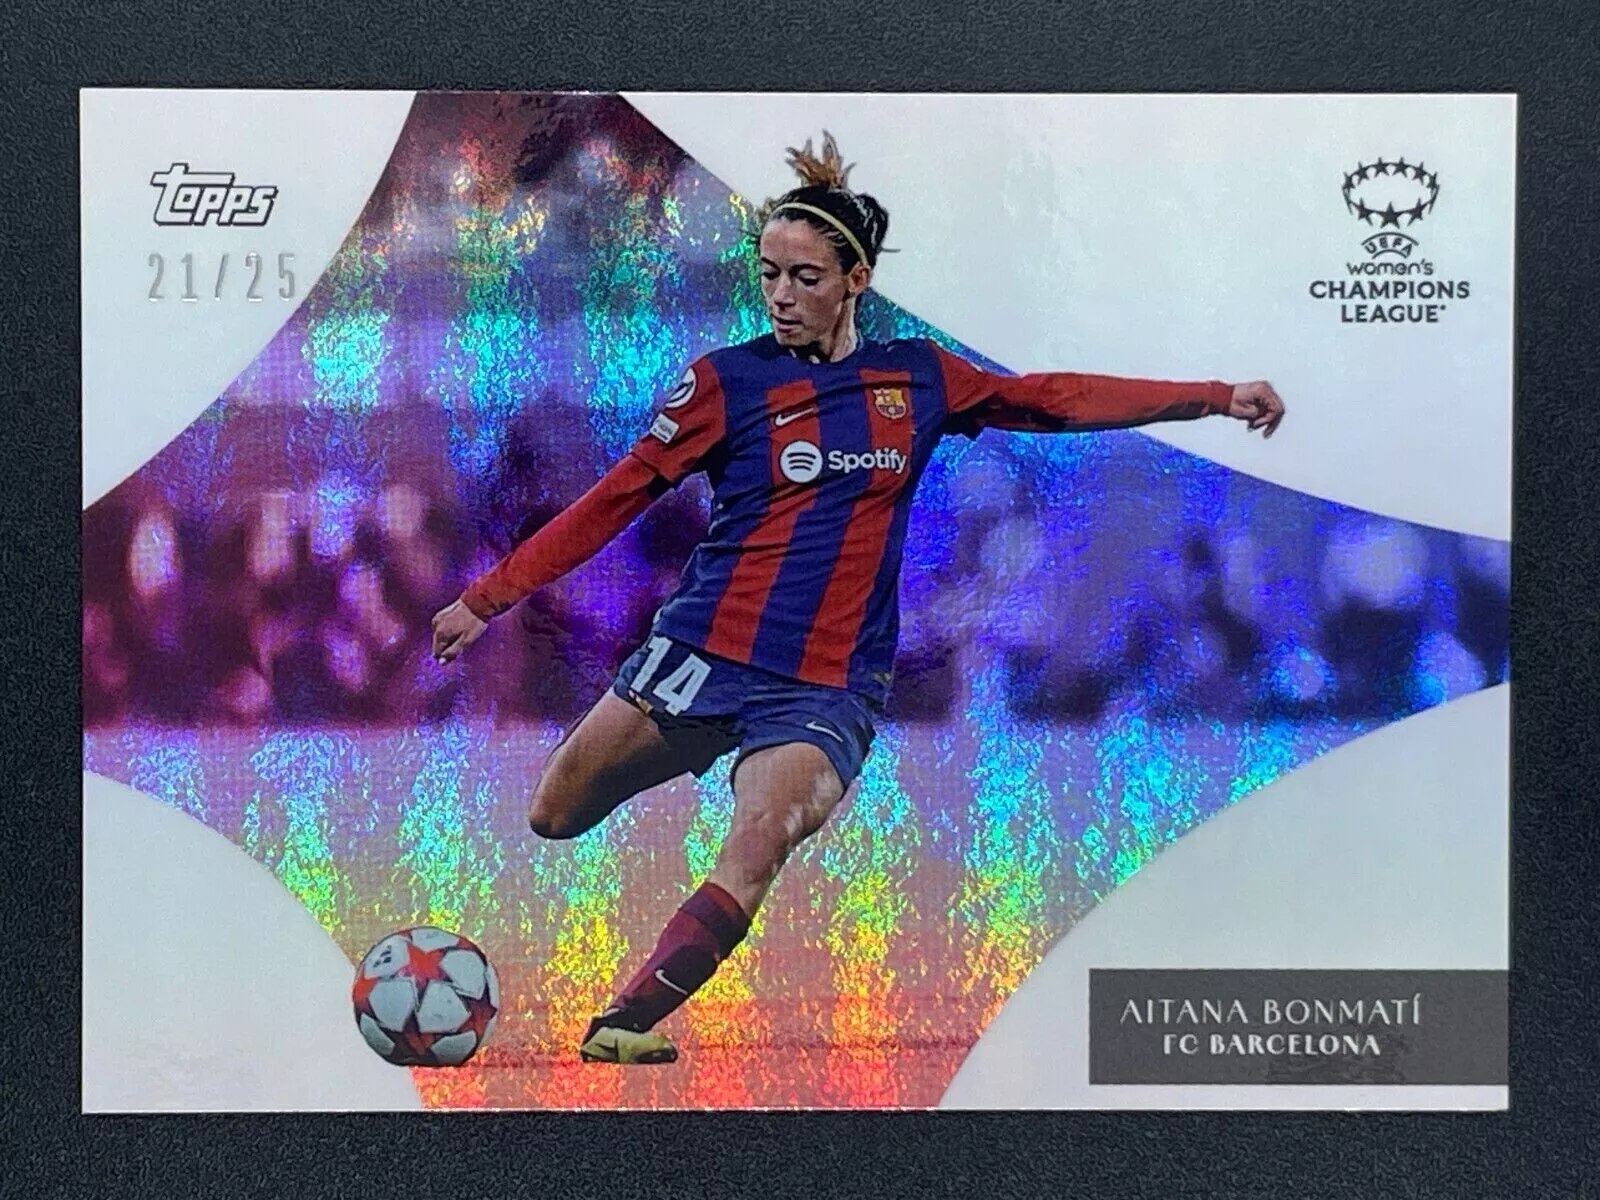 Topps
21/25
UEFA
women's
CHAMPIONS
LEAGUE
Spotify
14
AITANA BONMATÍ
FC BARCELONA